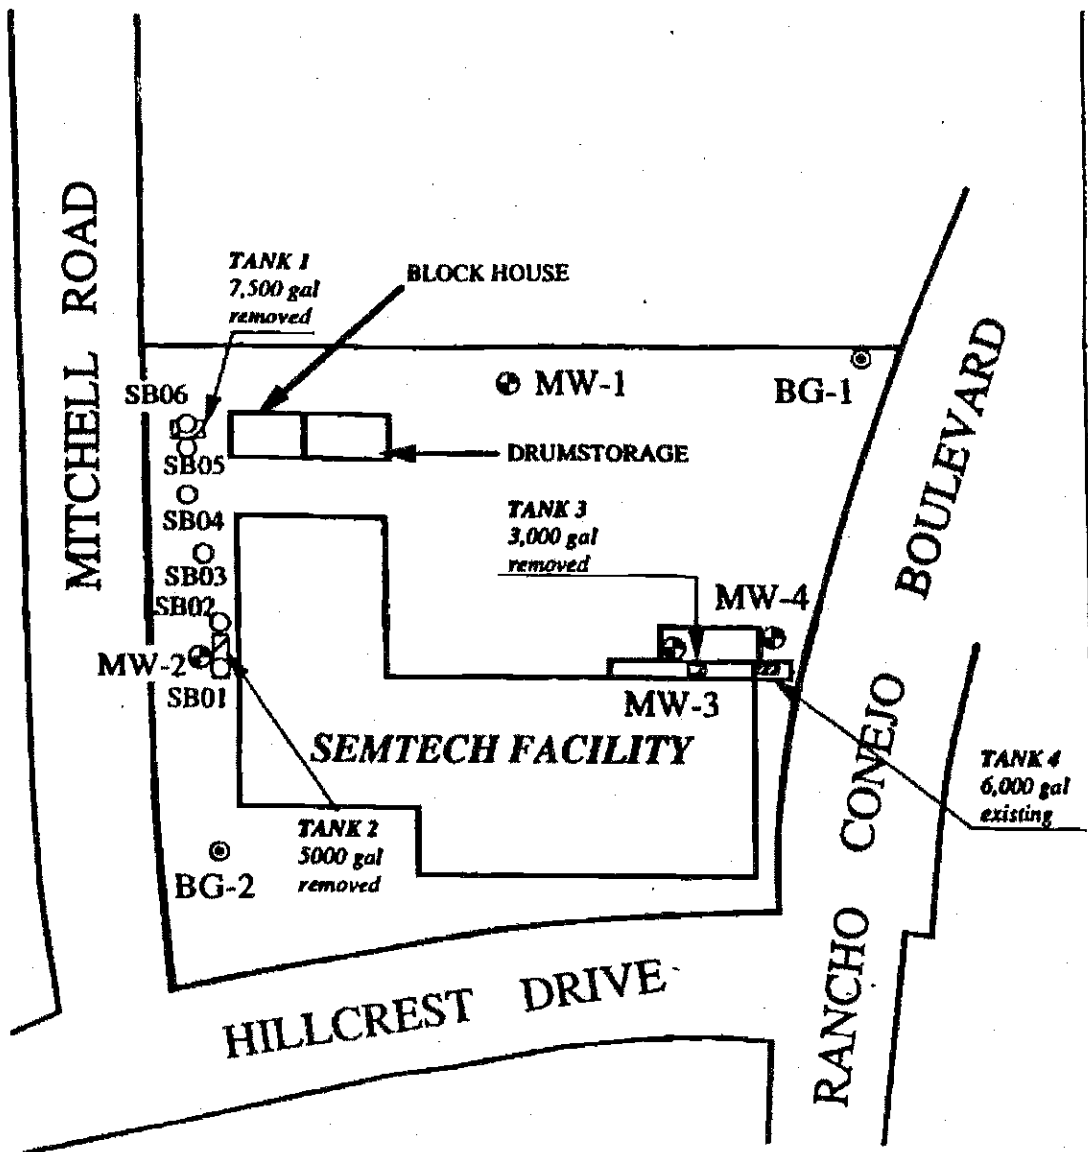 MITCHELL ROAD
TANK 1
7,500 gal
removed
BLOCK HOUSE
SB06
MW-1
BG-1
SB05
DRUMSTORAGE
SB04
TANK 3
3,000 gal
removed
SB03
SB02
MW-4
MW-2
SB01
MW-3
SEMTECH FACILITY
TANK 4
6,000 gal
existing
TANK 2
5000 gal
removed
BG-2
HILLCREST DRIVE
RANCHO CONEJO BOULEVARD